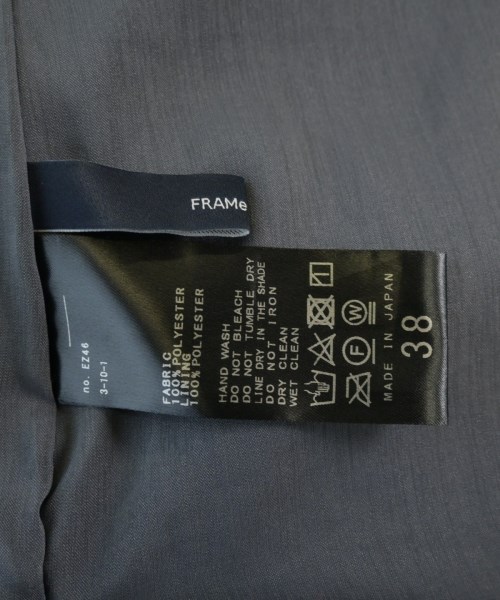 FRAMe
no. EZ46
3-10-1
FABRIC
100% POLYESTER
LINING
100% POLYESTER
HAND WASH
DO NOT BLEACH
DO NOT TUMBLE DRY
LINE DRY IN THE SHADE
DO NOT IRON
DRY CLEAN
WET CLEAN
F W
MADE IN JAPAN
38